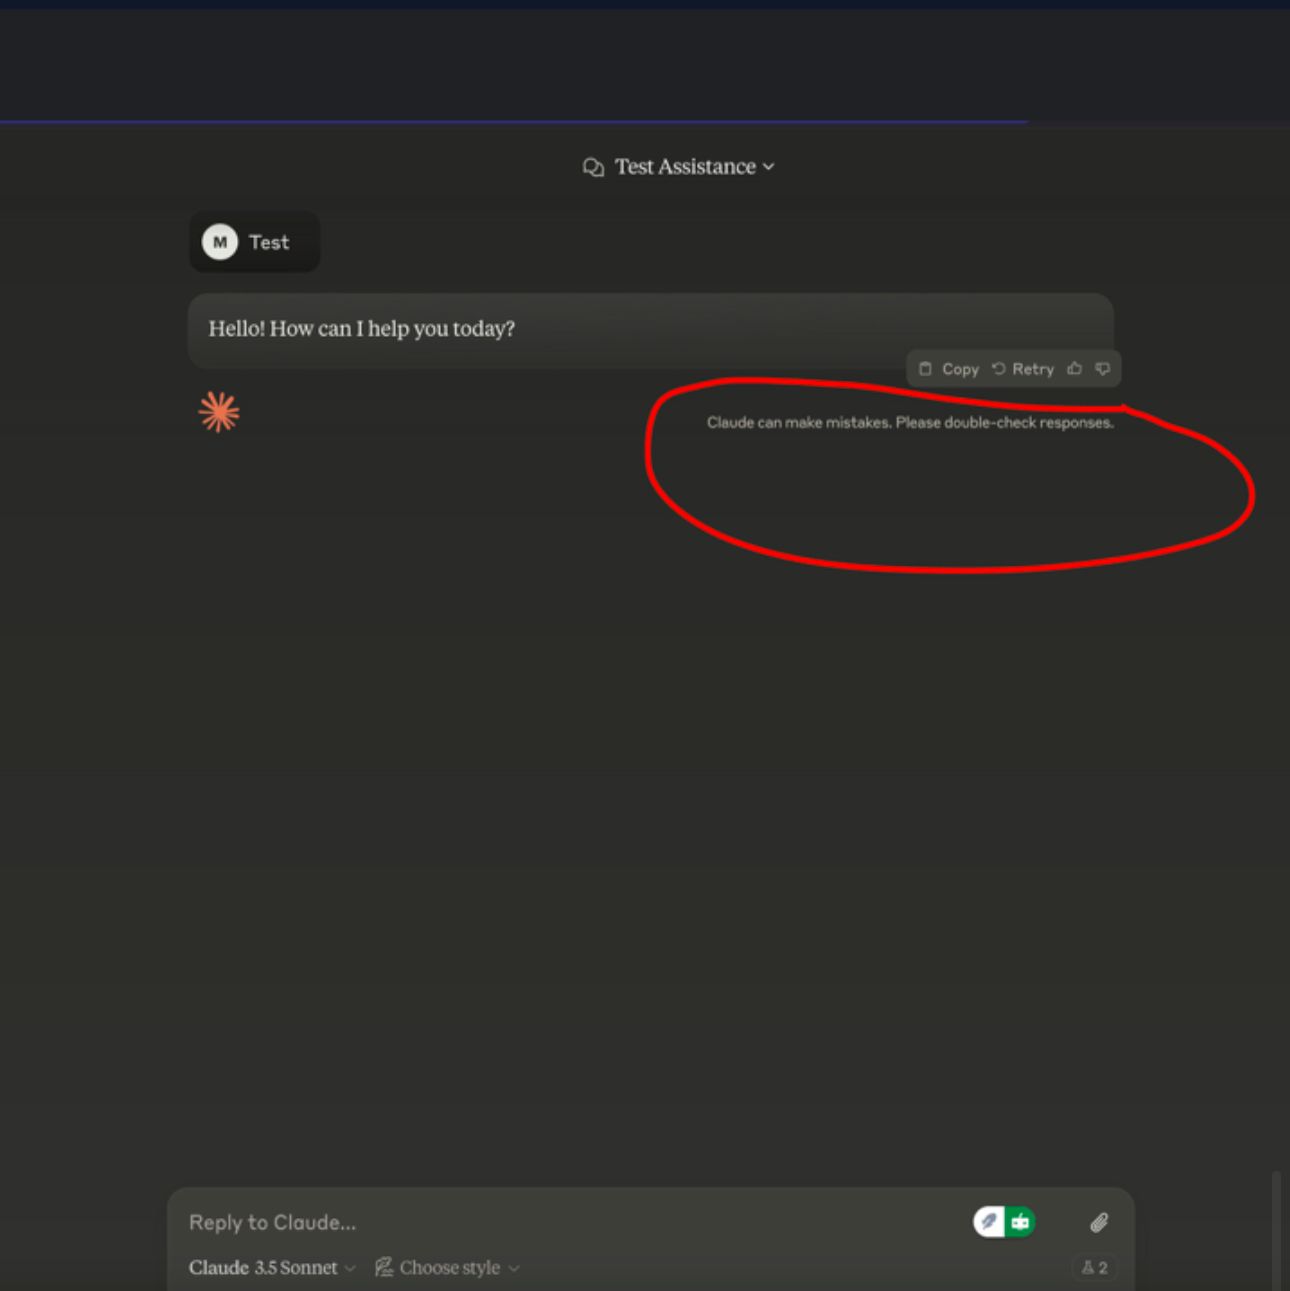 Test Assistance
M Test
Hello! How can I help you today?
Copy Retry
Claude can make mistakes. Please double-check responses.
Reply to Claude...
Claude 3.5 Sonnet Choose style 2